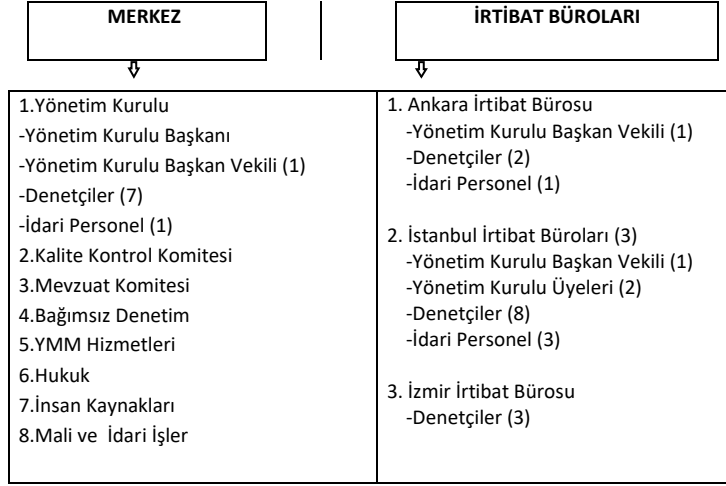 MERKEZ
1.Yönetim Kurulu
-Yönetim Kurulu Başkanı
-Yönetim Kurulu Başkan Vekili (1)
-Denetçiler (7)
-İdari Personel (1)
2.Kalite Kontrol Komitesi
3.Mevzuat Komitesi
4.Bağımsız Denetim
5.YMM Hizmetleri
6.Hukuk
7.İnsan Kaynakları
8.Mali ve İdari İşler
İRTİBAT BÜROLARI
1. Ankara İrtibat Bürosu
-Yönetim Kurulu Başkan Vekili (1)
-Denetçiler (2)
-İdari Personel (1)
2. İstanbul İrtibat Büroları (3)
-Yönetim Kurulu Başkan Vekili (1)
-Yönetim Kurulu Üyeleri (2)
-Denetçiler (8)
-İdari Personel (3)
3. İzmir İrtibat Bürosu
-Denetçiler (3)